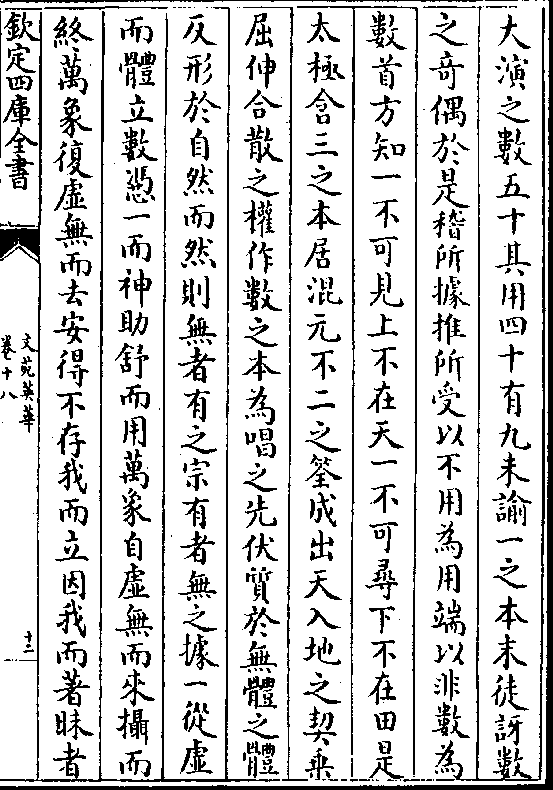 大演之數五十其用四十有九未諭一之本末徒訝數
之奇偶於是稽所據推所受以不用為用端以非數為
數首方知一不可見上不在天一不可尋下不在田是
太極含三之本居混元不二之筌成出天入地之契乗
屈伸合散之權作數之本為唱之先伏質於無體之體
反形於自然而然則無者有之宗有者無之據一從虛
而體立數憑一而神助舒而用萬象自虛無而來攝而
終萬象復虛無而去安得不存我而立因我而著昧者
欽定四庫全書
文苑英華
卷十八
十二